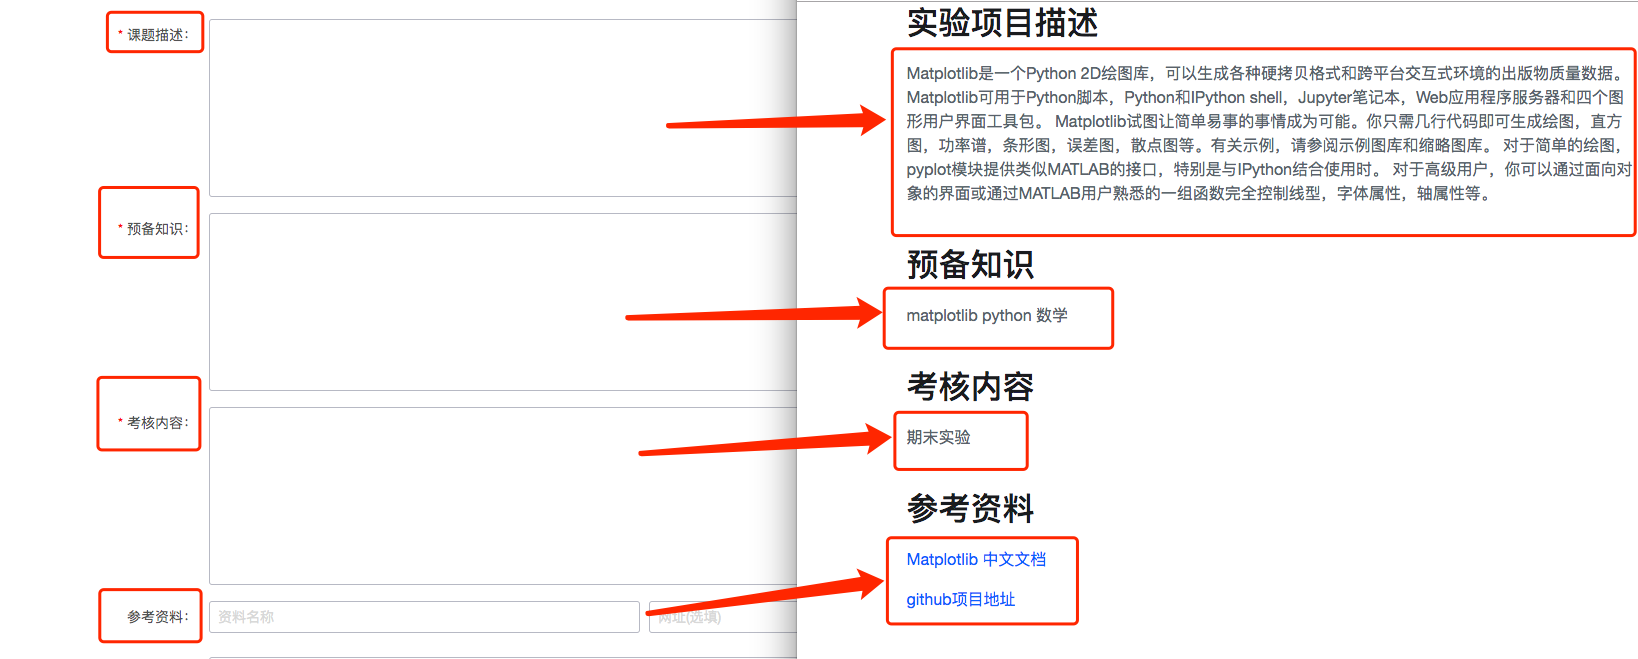 * 课题描述:
* 预备知识:
* 考核内容:
参考资料:
资料名称
网址(选填)
实验项目描述
Matplotlib是一个Python 2D绘图库，可以生成各种硬拷贝格式和跨平台交互式环境的出版物质量数据。
Matplotlib可用于Python脚本，Python和IPython shell，Jupyter笔记本，Web应用程序服务器和四个图
形用户界面工具包。 Matplotlib试图让简单易事的事情成为可能。你只需几行代码即可生成绘图，直方
图，功率谱，条形图，误差图，散点图等。有关示例，请参阅示例图库和缩略图库。 对于简单的绘图，
pyplot模块提供类似MATLAB的接口，特别是与IPython结合使用时。 对于高级用户，你可以通过面向对
象的界面或通过MATLAB用户熟悉的一组函数完全控制线型，字体属性，轴属性等。
预备知识
matplotlib python 数学
考核内容
期末实验
参考资料
Matplotlib 中文文档
github项目地址